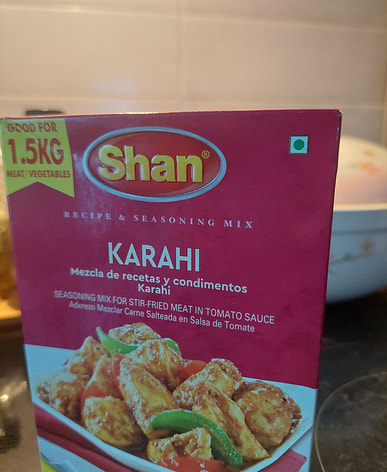 GOOD FOR
1.5KG
MEAT/VEGETABLES
Shan®
RECIPE & SEASONING MIX
KARAHI
Mezcla de recetas y condimentos
Karahi
SEASONING MIX FOR STIR-FRIED MEAT IN TOMATO SAUCE
Aderezo Mezclar Carne Salteada en Salsa de Tomate